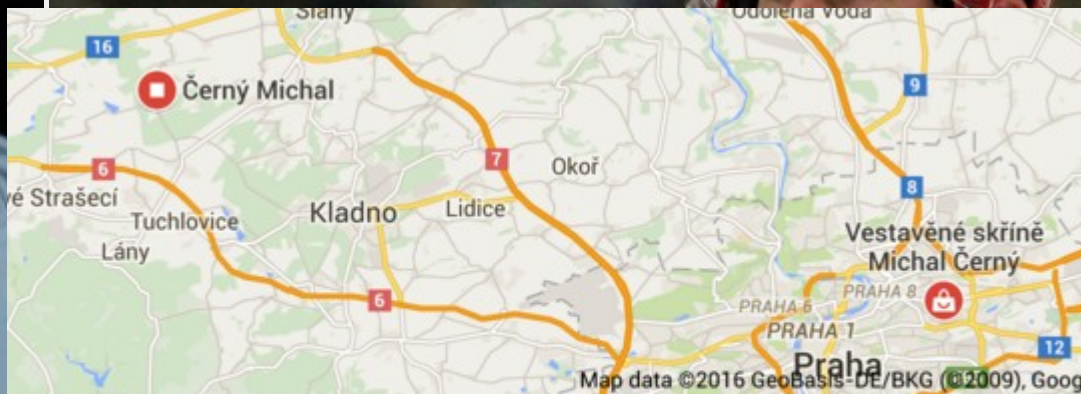 Slaný
Odolena Voda
16
Černý Michal
9
7
Okoř
6
8
vé Strašecí
Tuchlovice
Kladno
Lidice
Lány
Vestavěné skříně
Michal Černý
6
PRAHA 8
PRAHA 6
PRAHA 1
12
Praha
Map data ©2016 GeoBasis-DE/BKG (©2009), Goog